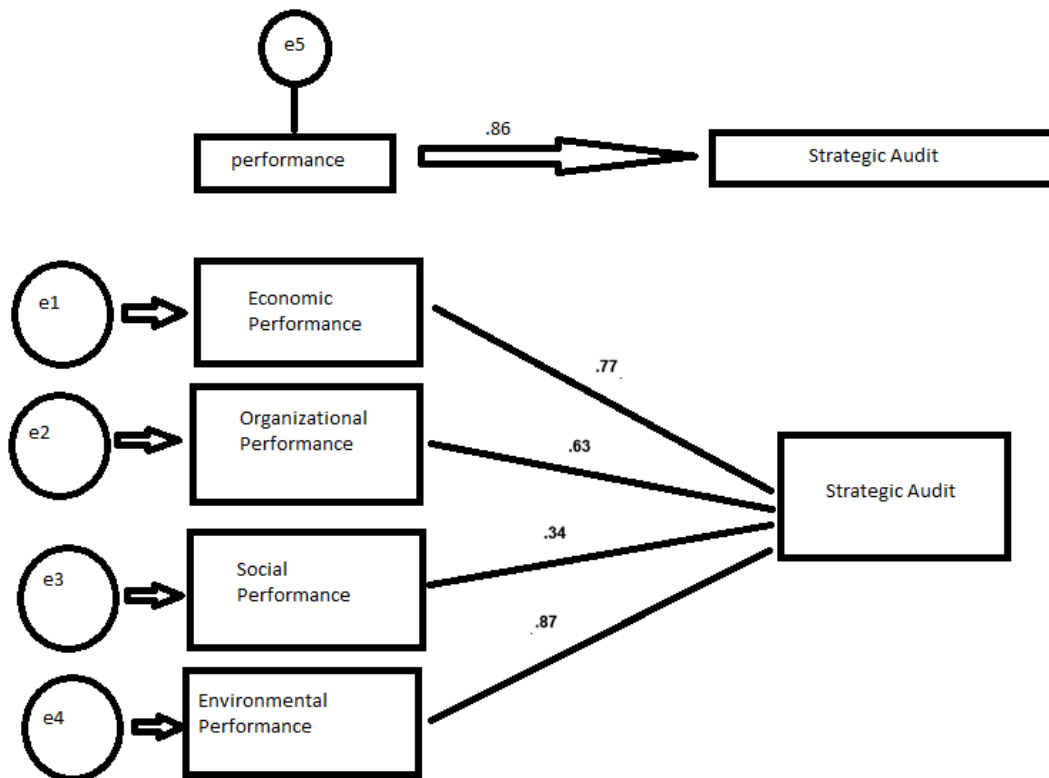 e5
.86
performance
Strategic Audit
e1
Economic
Performance
.77
e2
Organizational
Performance
.63
Strategic Audit
.34
e3
Social
Performance
.87
e4
Environmental
Performance